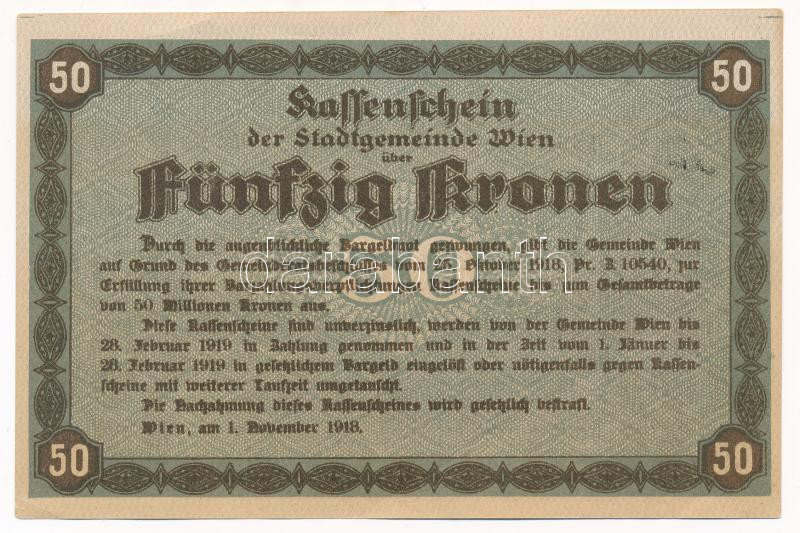 50 50
Kassenschein
der Stadtgemeinde Wien
über
Fünfzig Kronen
50
Durch die augenblickliche Bargeldnot gezwungen, gibt die Gemeinde Wien
auf Grund des Gemeinderatsbeschlusses vom 25. Oktober 1918, Pr. Z. 10540, zur
Erfüllung ihrer Barzahlungsverpflichtungen Kassenscheine bis zum Gesamtbetrage
von 50 Millionen Kronen aus.
Diese Kassenscheine sind unverzinslich, werden von der Gemeinde Wien bis
28. Februar 1919 in Zahlung genommen und in der Zeit vom 1. Jänner bis
28. Februar 1919 in gesetzlichem Bargeld eingelöst oder nötigenfalls gegen Kassen-
scheine mit weiterer Laufzeit umgetauscht.
Die Nachahmung dieses Kassenscheines wird gesetzlich bestraft.
Wien, am 1. November 1918.
50 50
darabanth